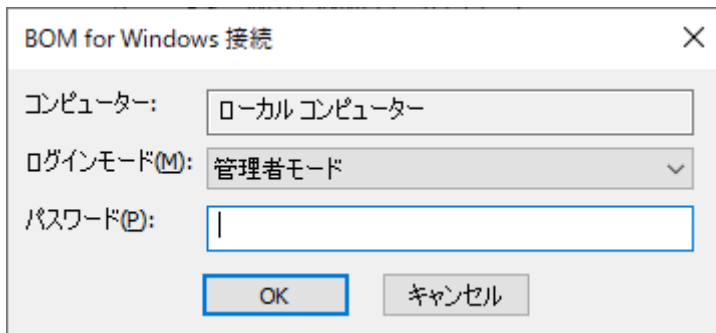 BOM for Windows 接続
コンピューター: ローカル コンピューター
ログインモード(M): 管理者モード
パスワード(P):
OK キャンセル